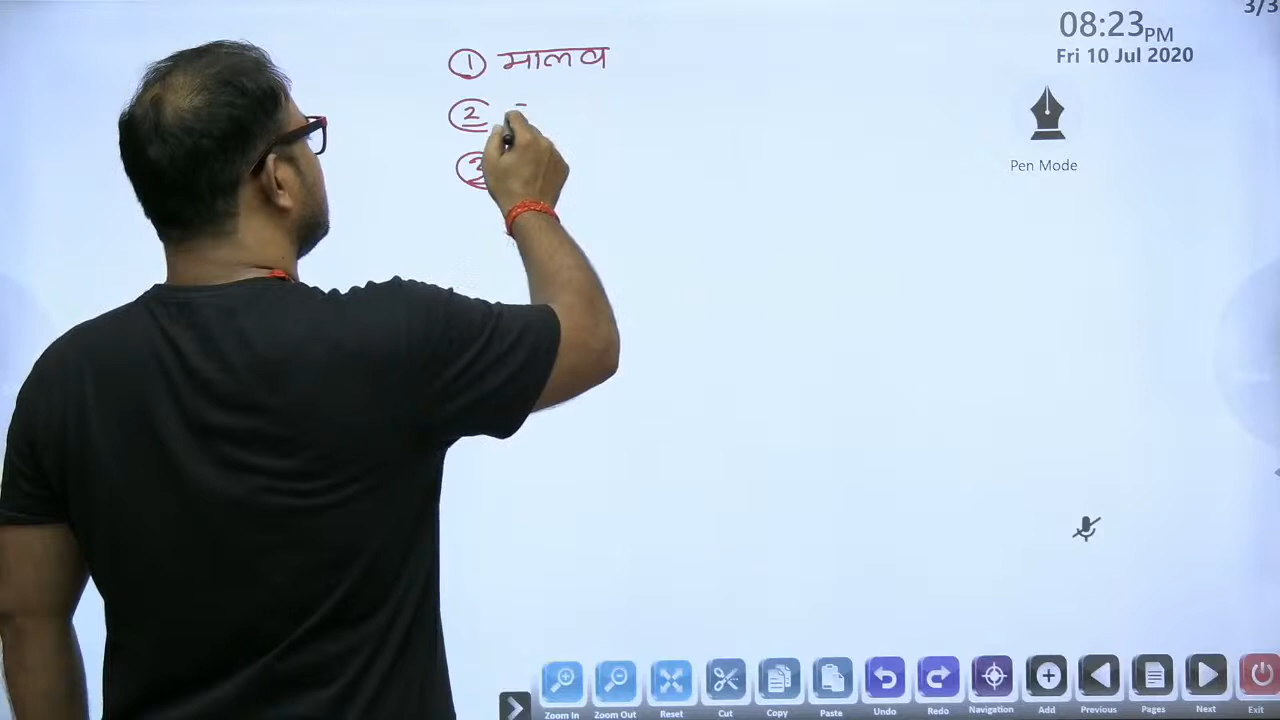 3/3
08:23PM
Fri 10 Jul 2020
① मालव
②
Pen Mode
Zoom In Zoom Out Reset Cut Copy Paste Undo Redo Navigation Add Previous Pages Next Exit